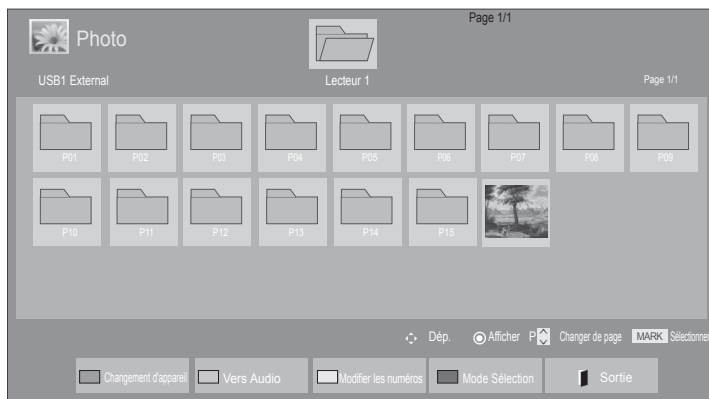 Page 1/1
Photo
USB1 External Lecteur 1 Page 1/1
P01 P02 P03 P04 P05 P06 P07 P08 P09
P10 P11 P12 P13 P14 P15
Dép. Afficher P Changer de page MARK Sélectionner
Changement d'appareil Vers Audio Modifier les numéros Mode Sélection Sortie